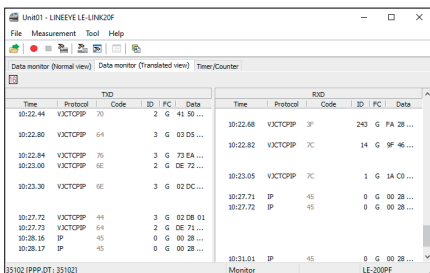 Unit01 - LINEEYE LE-LINK20F
File Measurement Tool Help
Data monitor (Normal view) Data monitor (Translated view) Timer/Counter
TXD RXD
Time Protocol Code ID FC Data Time Protocol Code ID FC Data
10:22.44 VJCTCPIP 70 2 G 41 50 ...
10:22.68 VJCTCPIP 3F 243 G FA 28 ...
10:22.80 VJCTCPIP 64 3 G 03 D5 ...
10:22.82 VJCTCPIP 7C 14 G 9F 46 ...
10:22.84 VJCTCPIP 76 3 G 73 EA ...
10:23.00 VJCTCPIP 6E 2 G DE 72 ...
10:23.05 VJCTCPIP 7C 1 G 1A C0 ...
10:23.30 VJCTCPIP 6E 3 G 02 DC ...
10:27.71 IP 45 0 G 00 28 ...
10:27.72 VJCTCPIP 44 3 G 02 DB 01 10:27.72 IP 45 0 G 00 28 ...
10:27.73 VJCTCPIP 64 2 G DE 71 ...
10:28.16 IP 45 0 G 00 28 ...
10:28.17 IP 45 0 G 00 28 ...
10:31.01 IP 45 0 G 00 28 ...
35102 [PPP.DT : 35102] Monitor LE-200PF